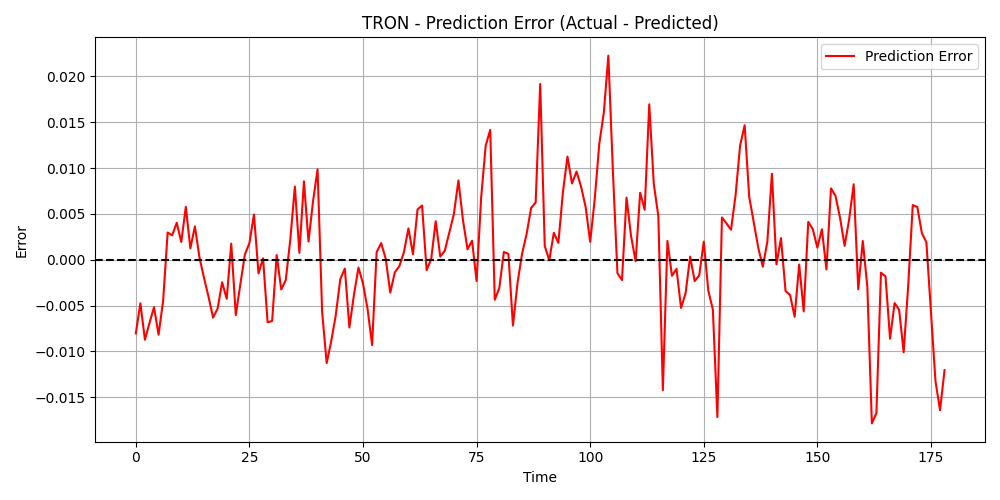 TRON - Prediction Error (Actual - Predicted)
Prediction Error
0.020
0.015
0.010
0.005
0.000
−0.005
−0.010
−0.015
Error
0 25 50 75 100 125 150 175
Time